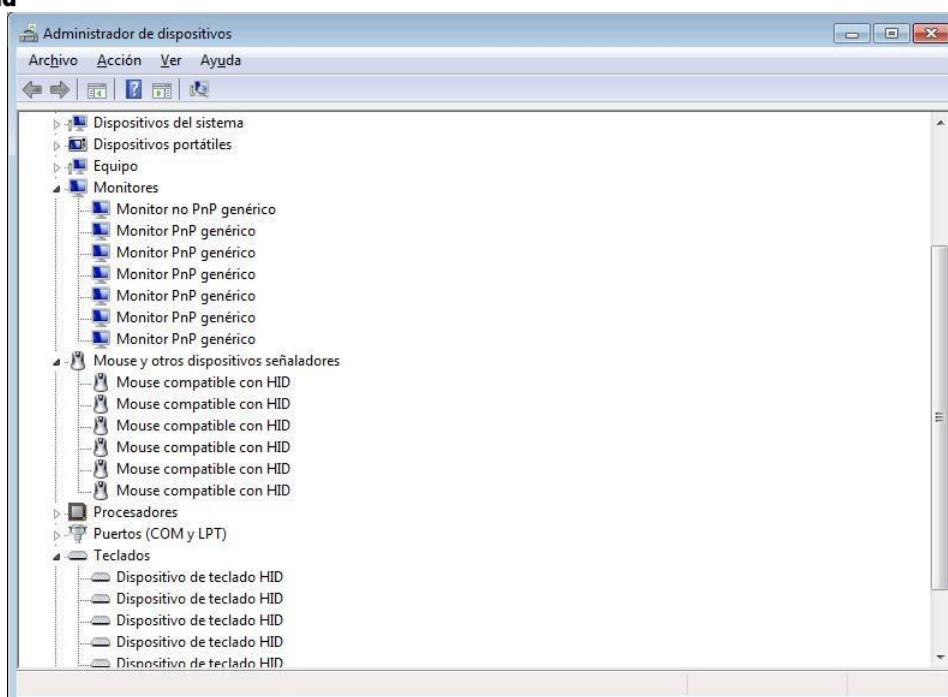 Administrador de dispositivos
Archivo Acción Ver Ayuda
Dispositivos del sistema
Dispositivos portátiles
Equipo
Monitores
Monitor no PnP genérico
Monitor PnP genérico
Monitor PnP genérico
Monitor PnP genérico
Monitor PnP genérico
Monitor PnP genérico
Monitor PnP genérico
Mouse y otros dispositivos señaladores
Mouse compatible con HID
Mouse compatible con HID
Mouse compatible con HID
Mouse compatible con HID
Mouse compatible con HID
Mouse compatible con HID
Procesadores
Puertos (COM y LPT)
Teclados
Dispositivo de teclado HID
Dispositivo de teclado HID
Dispositivo de teclado HID
Dispositivo de teclado HID
Dispositivo de teclado HID